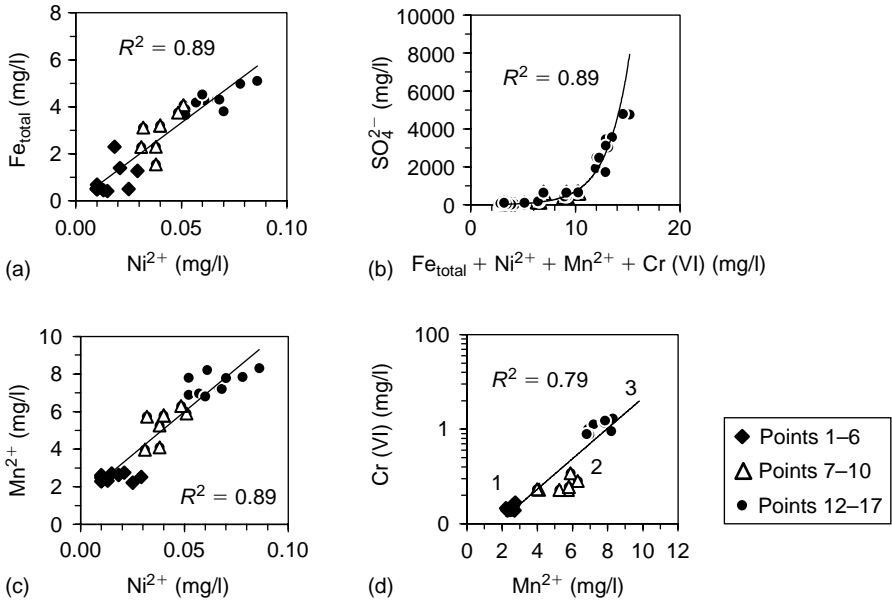 8
6
4
2
0
0.00 0.05 0.10
Fe_total (mg/l)
R² = 0.89
(a) Ni²⁺ (mg/l)
10000
8000
6000
4000
2000
0
0 10 20
SO₄²⁻ (mg/l)
R² = 0.89
(b) Fe_total + Ni²⁺ + Mn²⁺ + Cr (VI) (mg/l)
10
8
6
4
2
0
0.00 0.05 0.10
Mn²⁺ (mg/l)
R² = 0.89
(c) Ni²⁺ (mg/l)
100
1
0
0 2 4 6 8 10 12
Cr (VI) (mg/l)
R² = 0.79
1
2
3
(d) Mn²⁺ (mg/l)
Points 1–6
Points 7–10
Points 12–17